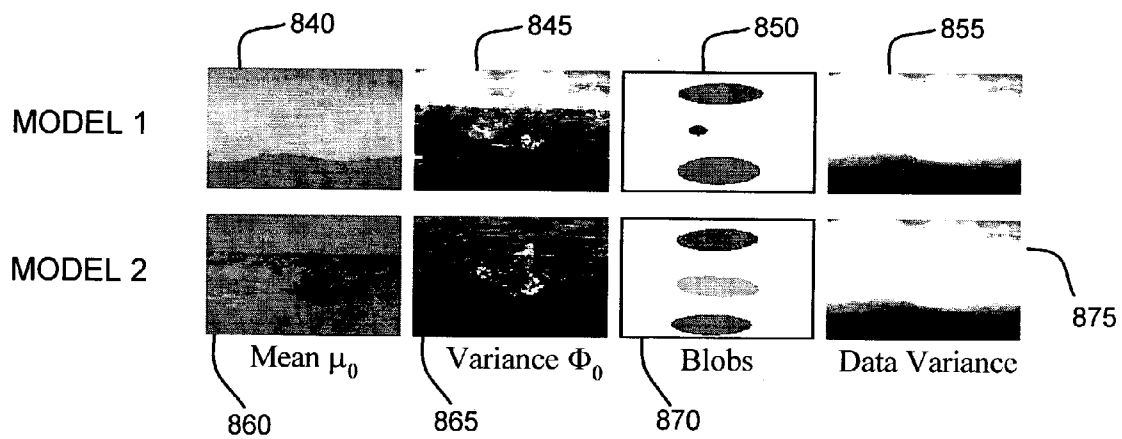 840 845 850 855
MODEL 1
MODEL 2
875
Mean μ₀ Variance Φ₀ Blobs Data Variance
860 865 870